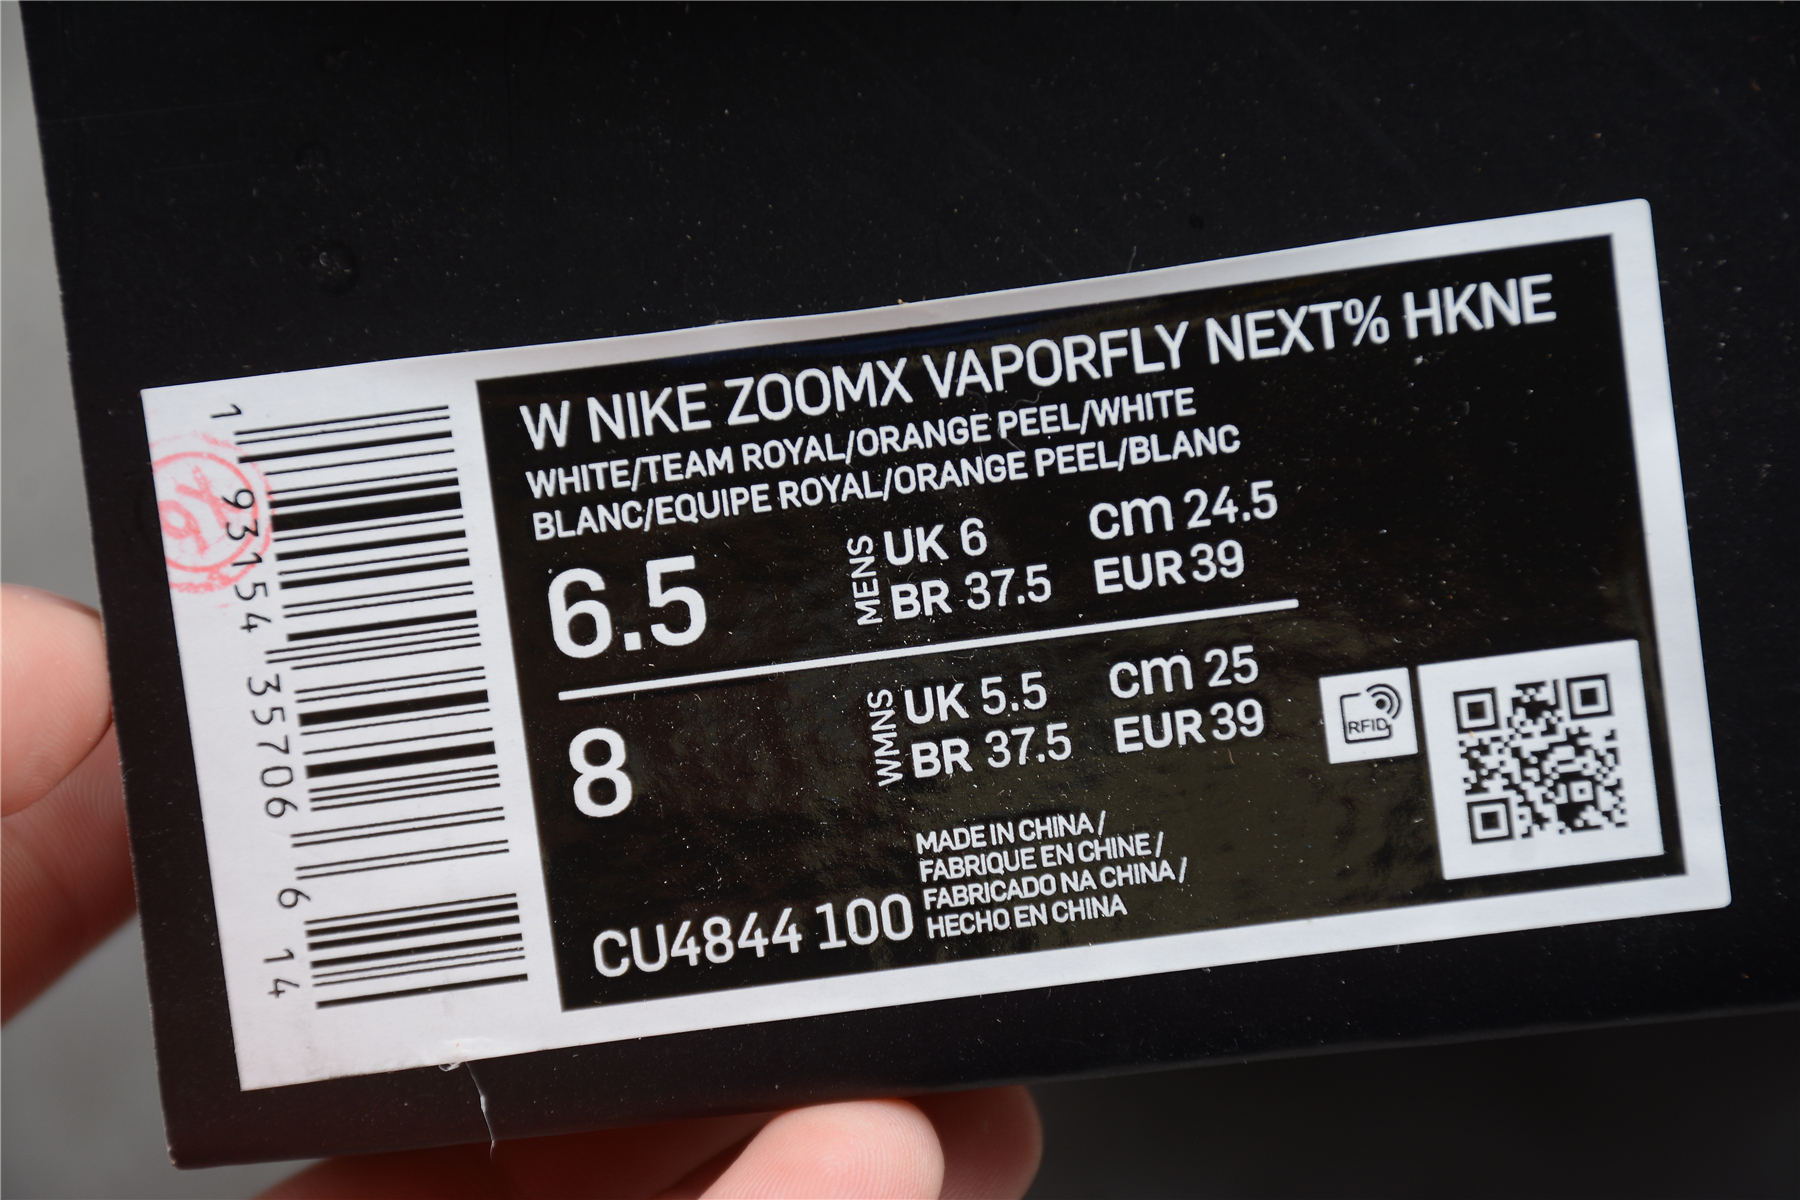 W NIKE ZOOMX VAPORFLY NEXT% HKNE
WHITE/TEAM ROYAL/ORANGE PEEL/WHITE
BLANC/EQUIPE ROYAL/ORANGE PEEL/BLANC
6.5
MENS
UK 6
cm 24.5
BR 37.5
EUR 39
8
WMNS
UK 5.5
cm 25
BR 37.5
EUR 39
RFID
MADE IN CHINA/
FABRIQUE EN CHINE/
FABRICADO NA CHINA/
HECHO EN CHINA
CU4844 100
1 93154 35706 6 14